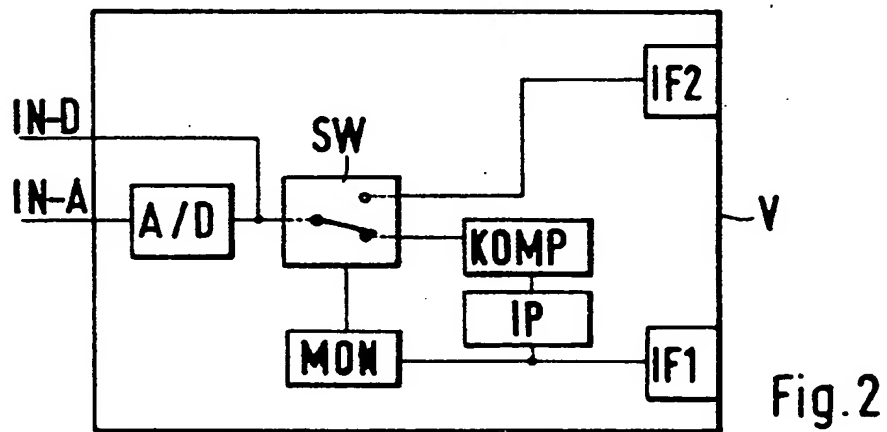 IF2
IN-D
SW
IN-A
A/D
V
KOMP
IP
MON
IF1
Fig.2